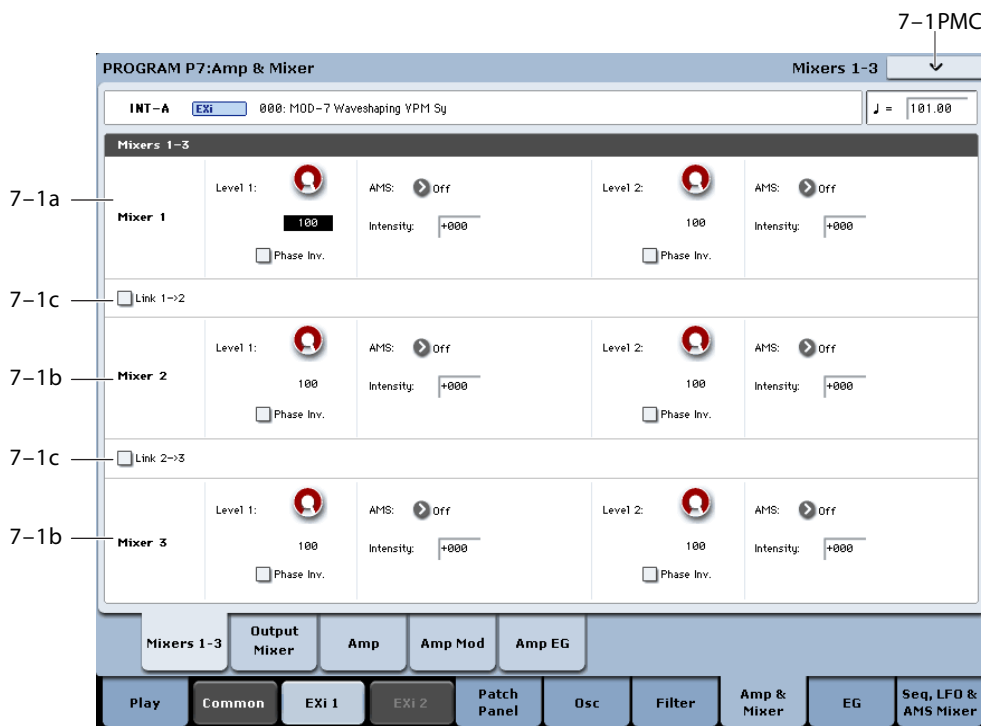 7–1PMC
PROGRAM P7:Amp & Mixer Mixers 1-3
INT-A EXi 000: MOD-7 Waveshaping VPM Sy ♩ = 101.00
Mixers 1-3
7–1a
Level 1: AMS: Off Level 2: AMS: Off
Mixer 1
100 Intensity: +000 100 Intensity: +000
Phase Inv. Phase Inv.
7–1c Link 1->2
Level 1: AMS: Off Level 2: AMS: Off
7–1b Mixer 2
100 Intensity: +000 100 Intensity: +000
Phase Inv. Phase Inv.
7–1c Link 2->3
Level 1: AMS: Off Level 2: AMS: Off
7–1b Mixer 3
100 Intensity: +000 100 Intensity: +000
Phase Inv. Phase Inv.
Mixers 1-3
Output
Mixer
Amp
Amp Mod
Amp EG
Play
Common
EXi 1
EXi 2
Patch
Panel
Osc
Filter
Amp &
Mixer
EG
Seq, LFO &
AMS Mixer